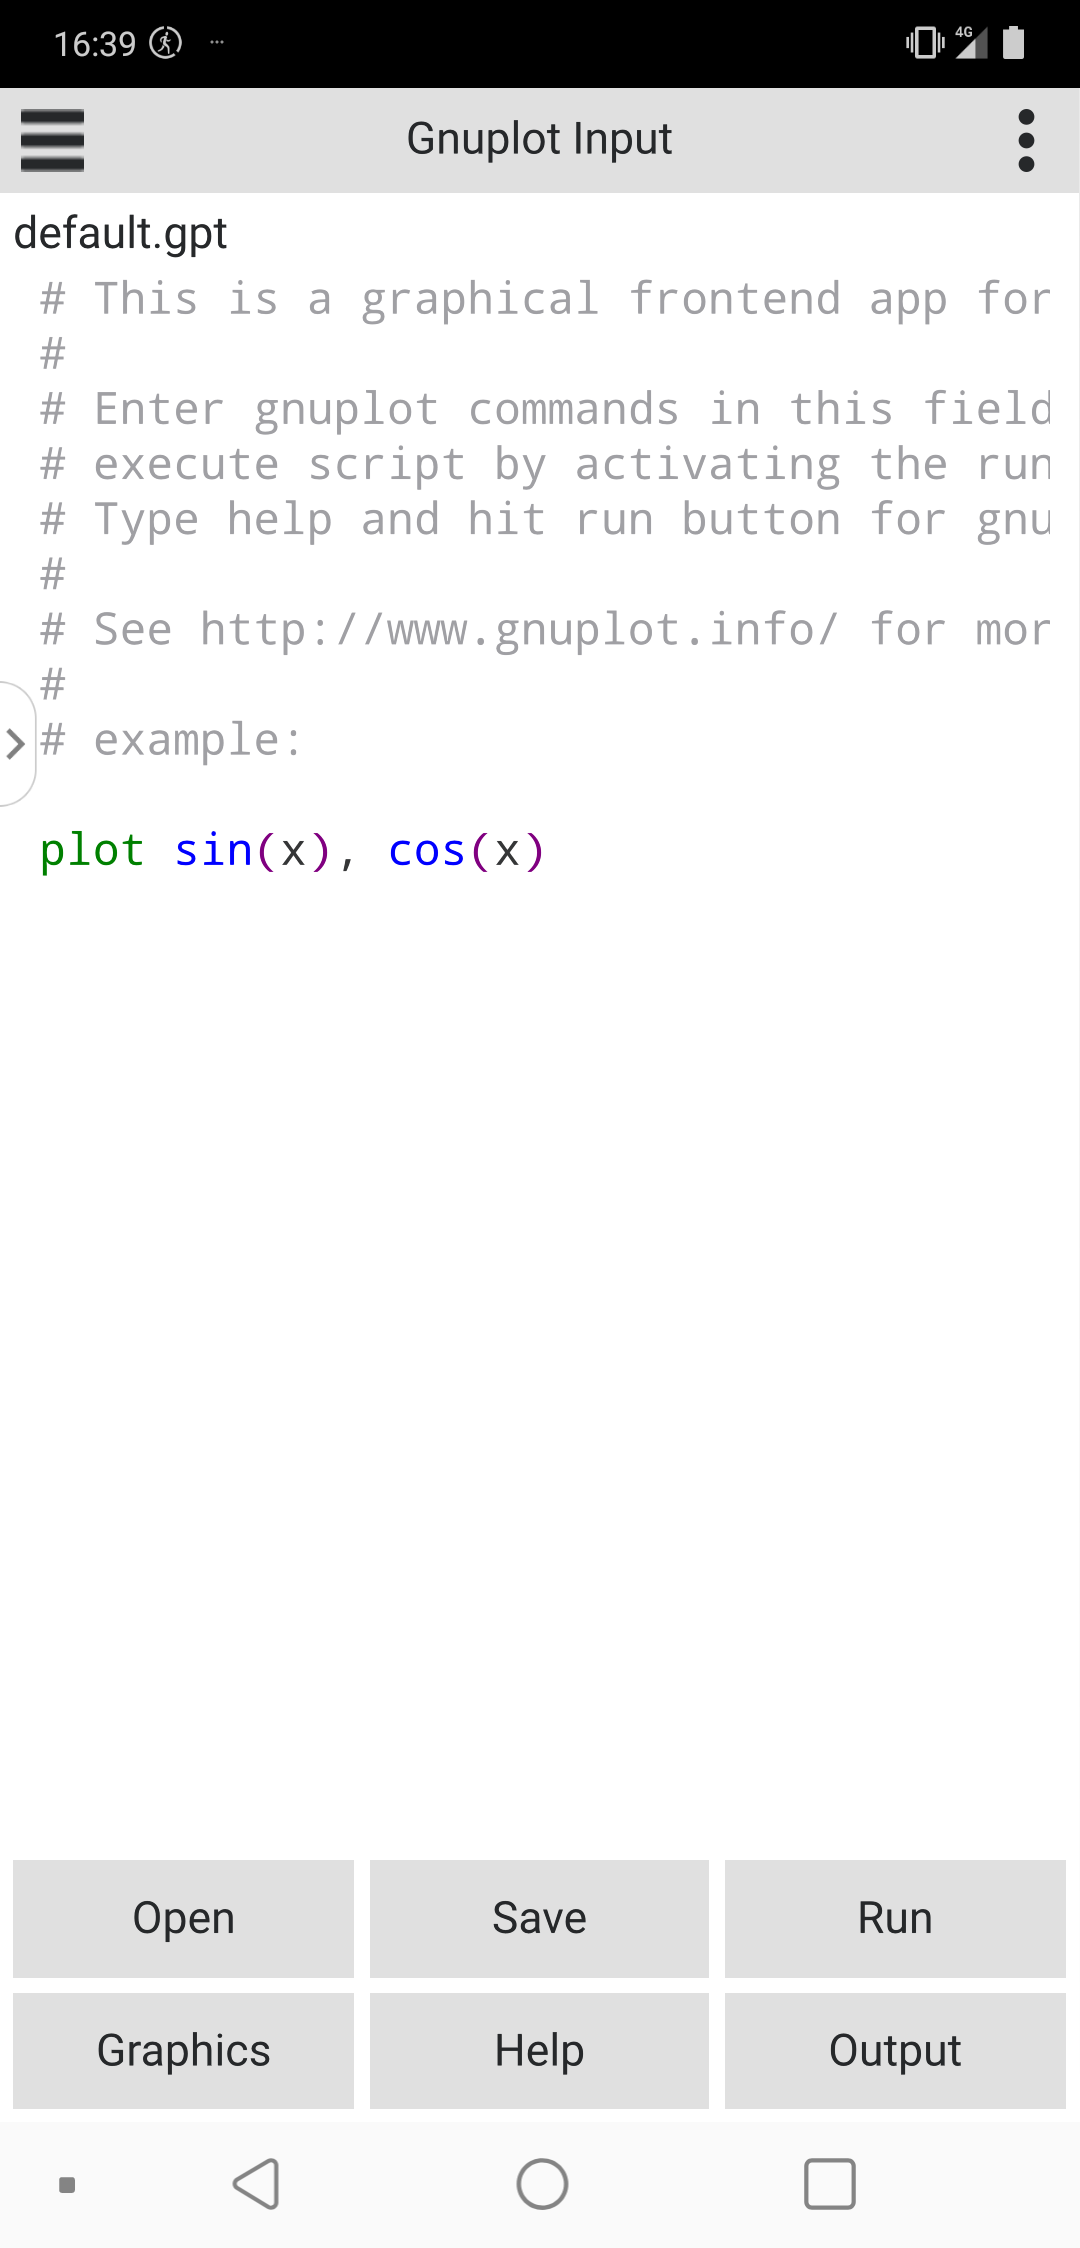 16:39
4G
Gnuplot Input
default.gpt
# This is a graphical frontend app for
#
# Enter gnuplot commands in this field
# execute script by activating the run
# Type help and hit run button for gnu
#
# See http://www.gnuplot.info/ for mor
#
# example:
plot sin(x), cos(x)
Open Save Run
Graphics Help Output